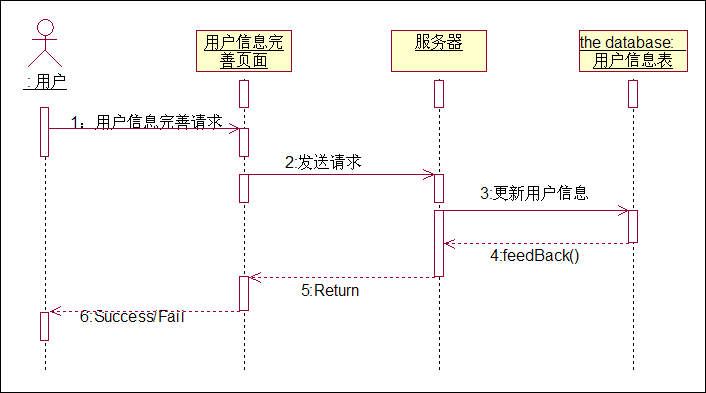 : 用户
用户信息完
善页面
服务器
the database:
用户信息表
1：用户信息完善请求
2:发送请求
3:更新用户信息
4:feedBack()
5:Return
6:Success/Fail